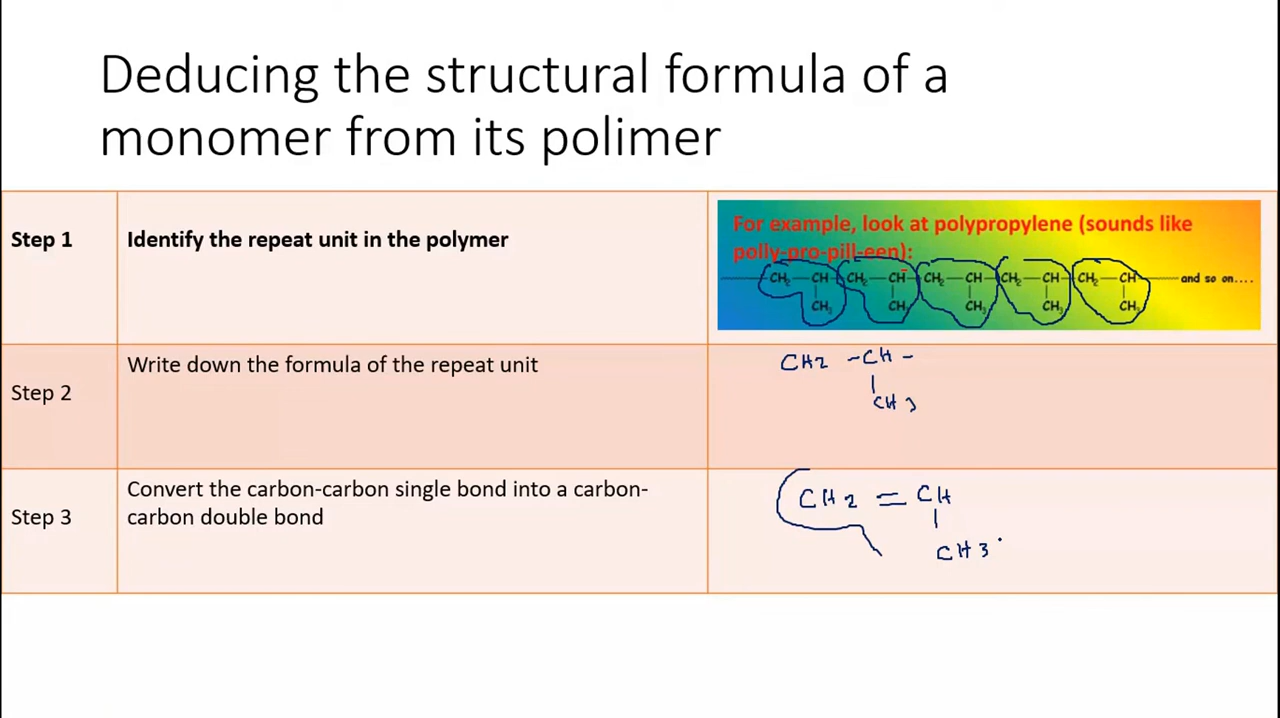 Deducing the structural formula of a
monomer from its polimer
Step 1
Identify the repeat unit in the polymer
For example, look at polypropylene (sounds like
polly-pro-pill-een):
CH₂ — CH — CH₂ — CH — CH₂ — CH — CH₂ — CH — CH₂ — CH — and so on....
CH₃ CH₃ CH₃ CH₃ CH₃
Step 2
Write down the formula of the repeat unit
CH2 - CH -
CH3
Step 3
Convert the carbon-carbon single bond into a carbon-
carbon double bond
CH2 = CH
CH3